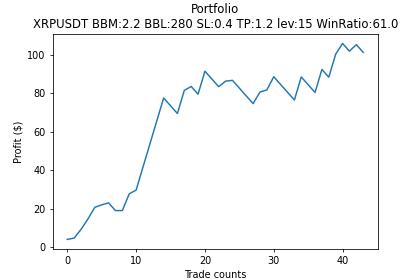 Portfolio
XRPUSDT BBM:2.2 BBL:280 SL:0.4 TP:1.2 lev:15 WinRatio:61.0
100
80
60
40
20
0
Profit ($)
0 10 20 30 40
Trade counts